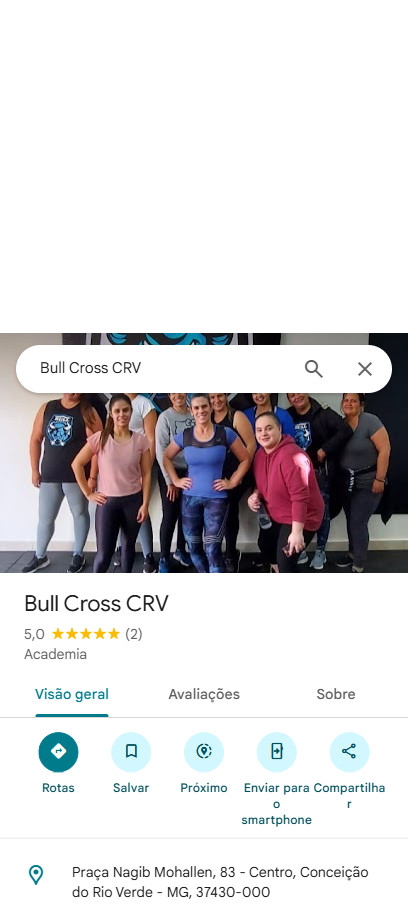 Bull Cross CRV
Bull Cross CRV
5,0 (2)
Academia
Visão geral
Avaliações
Sobre
Rotas
Salvar
Próximo
Enviar para
o
smartphone
Compartilha
r
Praça Nagib Mohallen, 83 - Centro, Conceição
do Rio Verde - MG, 37430-000